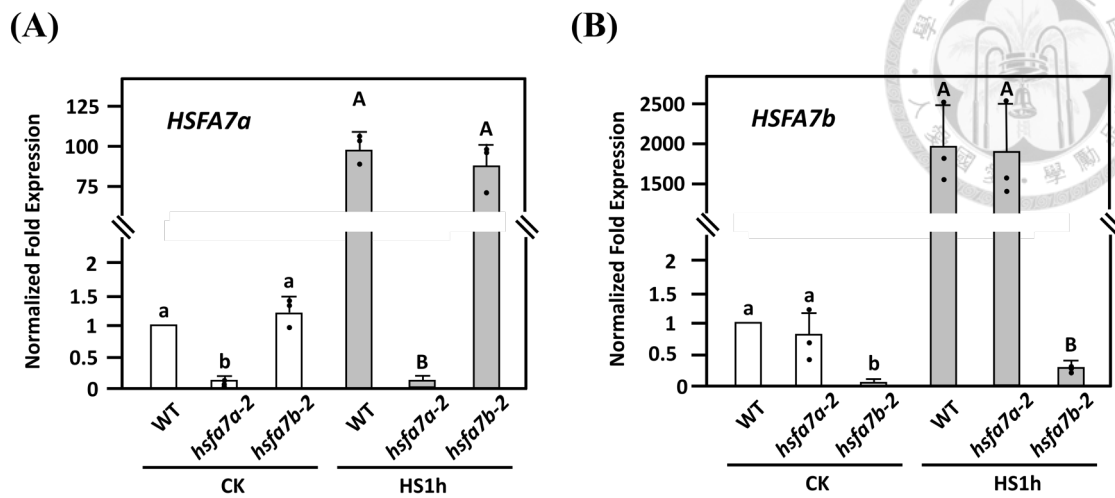 (A)
HSFA7a
Normalized Fold Expression
125
100
75
2
1.5
1
0.5
0
a
b
a
A
B
A
WT
hsfa7a-2
hsfa7b-2
WT
hsfa7a-2
hsfa7b-2
CK
HS1h
(B)
HSFA7b
Normalized Fold Expression
2500
2000
1500
2
1.5
1
0.5
0
a
a
b
A
A
B
WT
hsfa7a-2
hsfa7b-2
WT
hsfa7a-2
hsfa7b-2
CK
HS1h